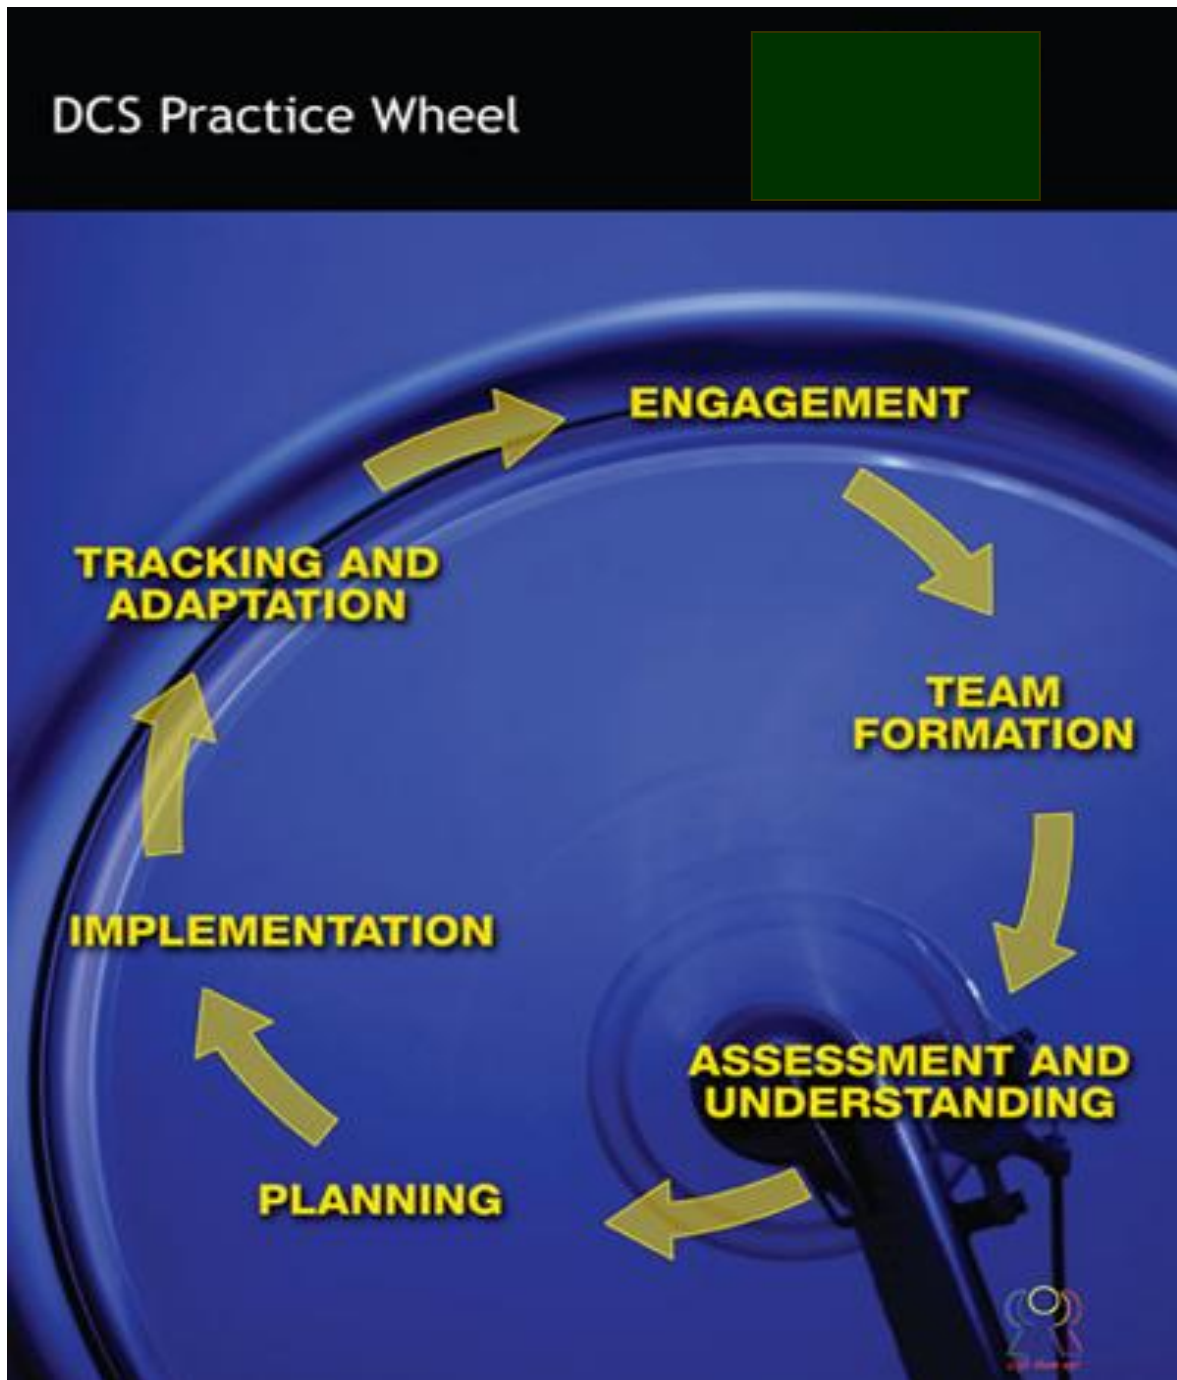 DCS Practice Wheel
ENGAGEMENT
TEAM
FORMATION
ASSESSMENT AND
UNDERSTANDING
PLANNING
IMPLEMENTATION
TRACKING AND
ADAPTATION